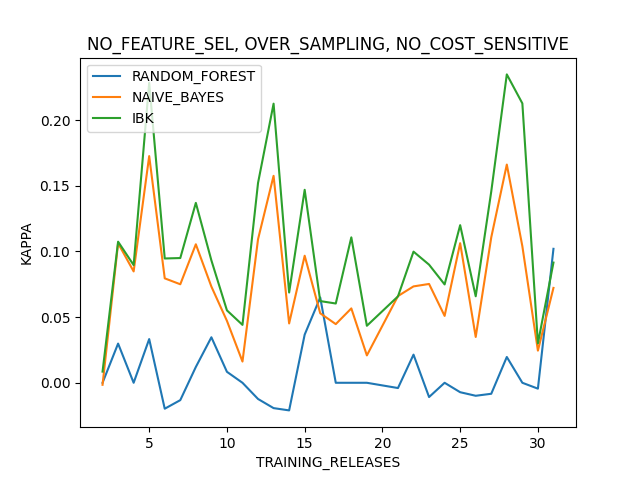 NO_FEATURE_SEL, OVER_SAMPLING, NO_COST_SENSITIVE
RANDOM_FOREST
NAIVE_BAYES
IBK
KAPPA
0.20
0.15
0.10
0.05
0.00
5 10 15 20 25 30
TRAINING_RELEASES